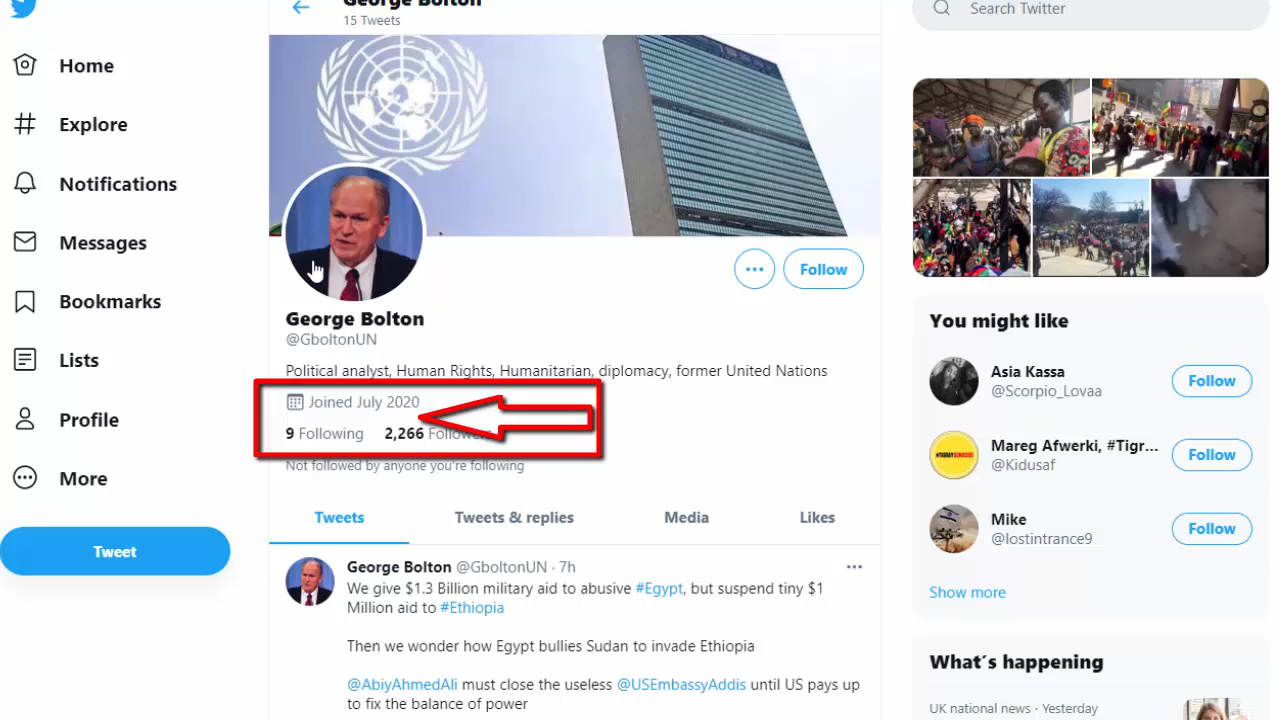 George Bolton
15 Tweets
Search Twitter
Home
Explore
Notifications
Messages
Bookmarks
Lists
Profile
More
Tweet
Follow
George Bolton
@GboltonUN
Political analyst, Human Rights, Humanitarian, diplomacy, former United Nations
Joined July 2020
9 Following 2,266 Followers
Not followed by anyone you're following
Tweets Tweets & replies Media Likes
George Bolton @GboltonUN · 7h
We give $1.3 Billion military aid to abusive #Egypt, but suspend tiny $1
Million aid to #Ethiopia
Then we wonder how Egypt bullies Sudan to invade Ethiopia
@AbiyAhmedAli must close the useless @USEmbassyAddis until US pays up
to fix the balance of power
You might like
Asia Kassa
@Scorpio_Lovaa
Follow
Mareg Afwerki, #Tigr...
@Kidusaf
Follow
Mike
@lostintrance9
Follow
Show more
What´s happening
UK national news · Yesterday